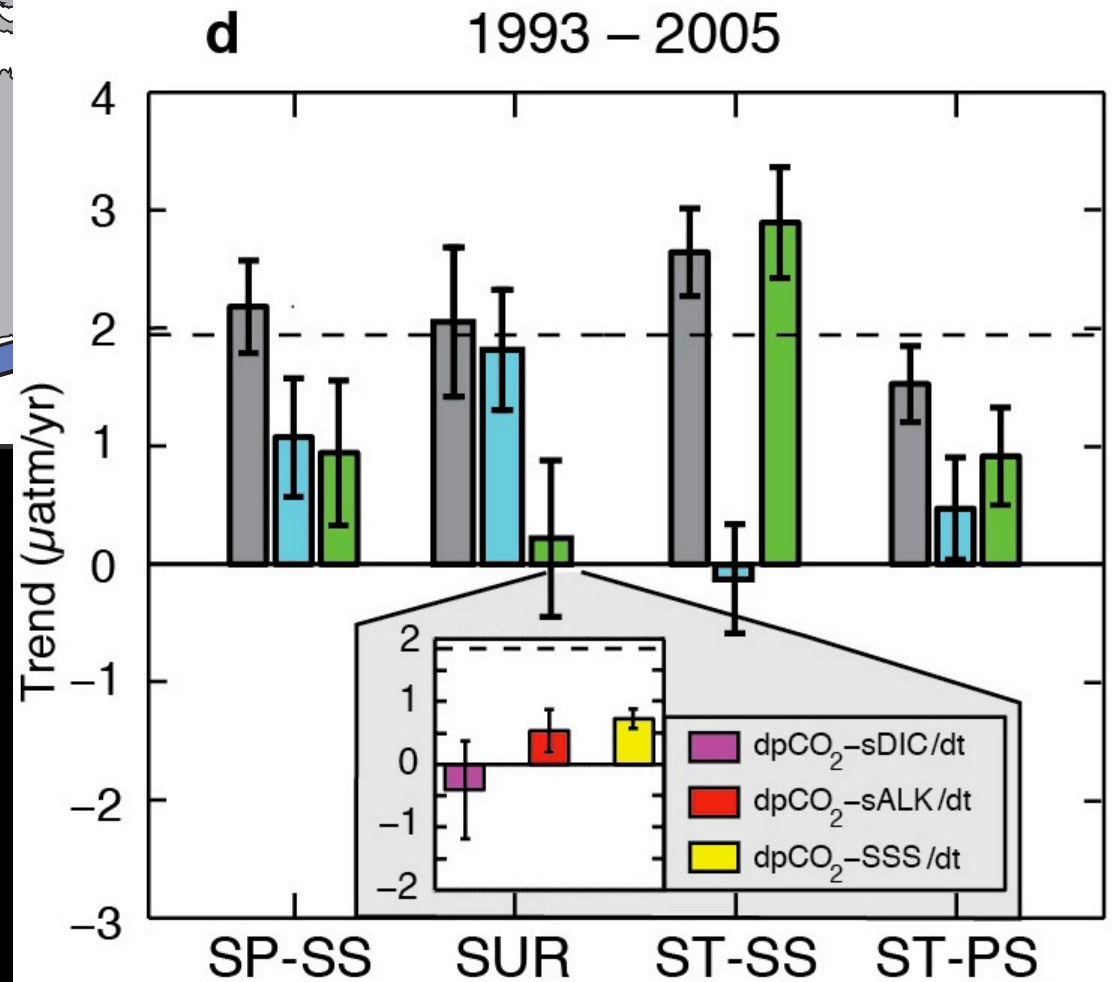 d 1993 – 2005
4
3
2
1
0
−1
−2
−3
Trend (μatm/yr)
2
1
0
−1
−2
dpCO2−sDIC/dt
dpCO2−sALK/dt
dpCO2−SSS/dt
SP-SS SUR ST-SS ST-PS